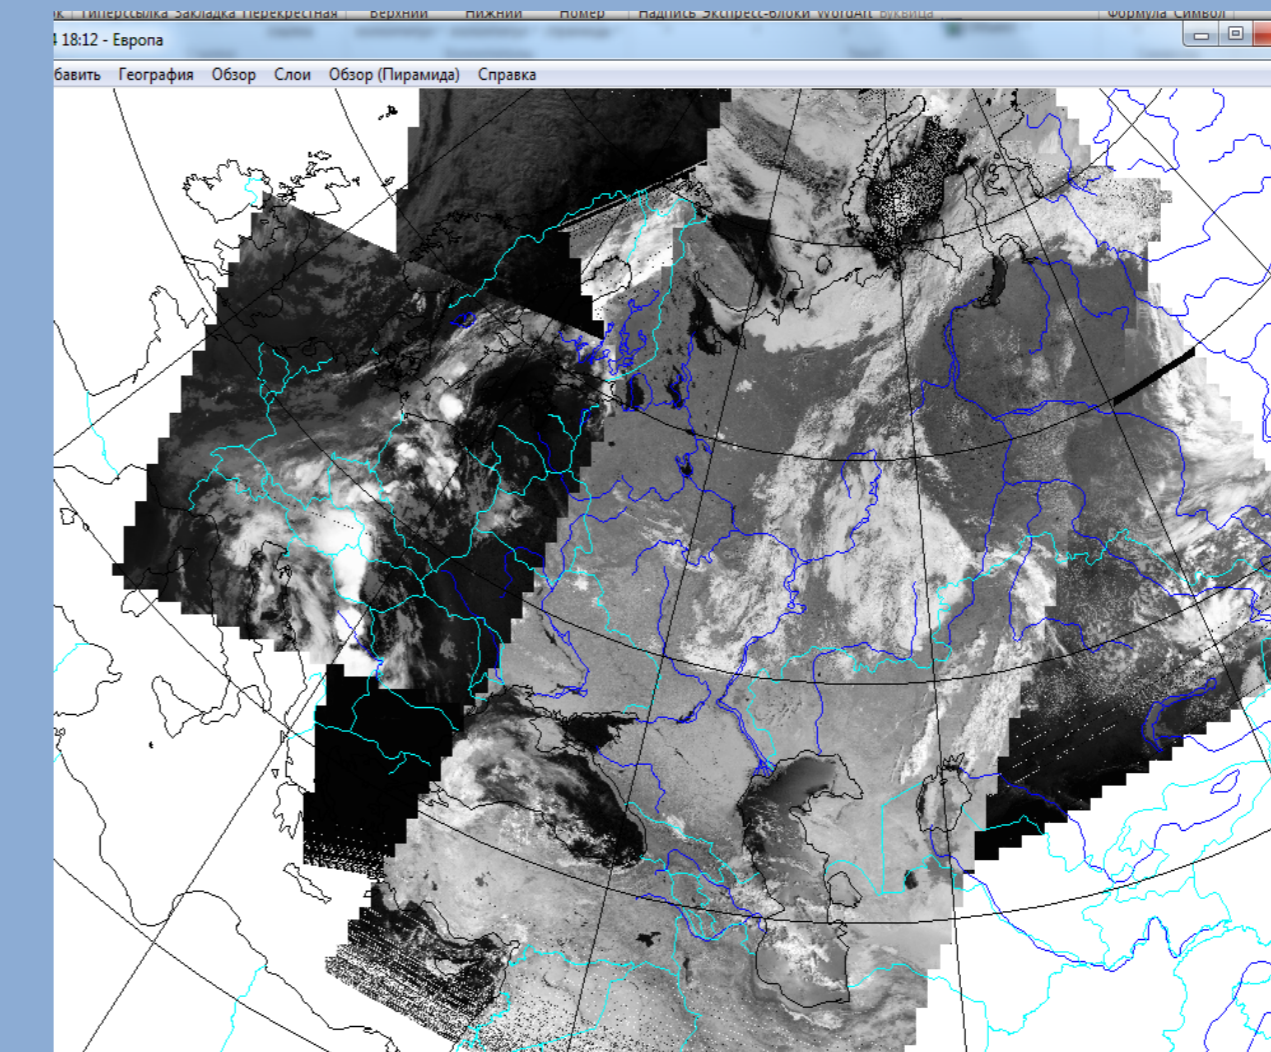 Гиперссылка Закладка Перекрестная Верхний Нижний Номер Надпись Экспресс-блоки WordArt Буквица Формула Символ
18:12 - Европа
бавить География Обзор Слои Обзор (Пирамида) Справка